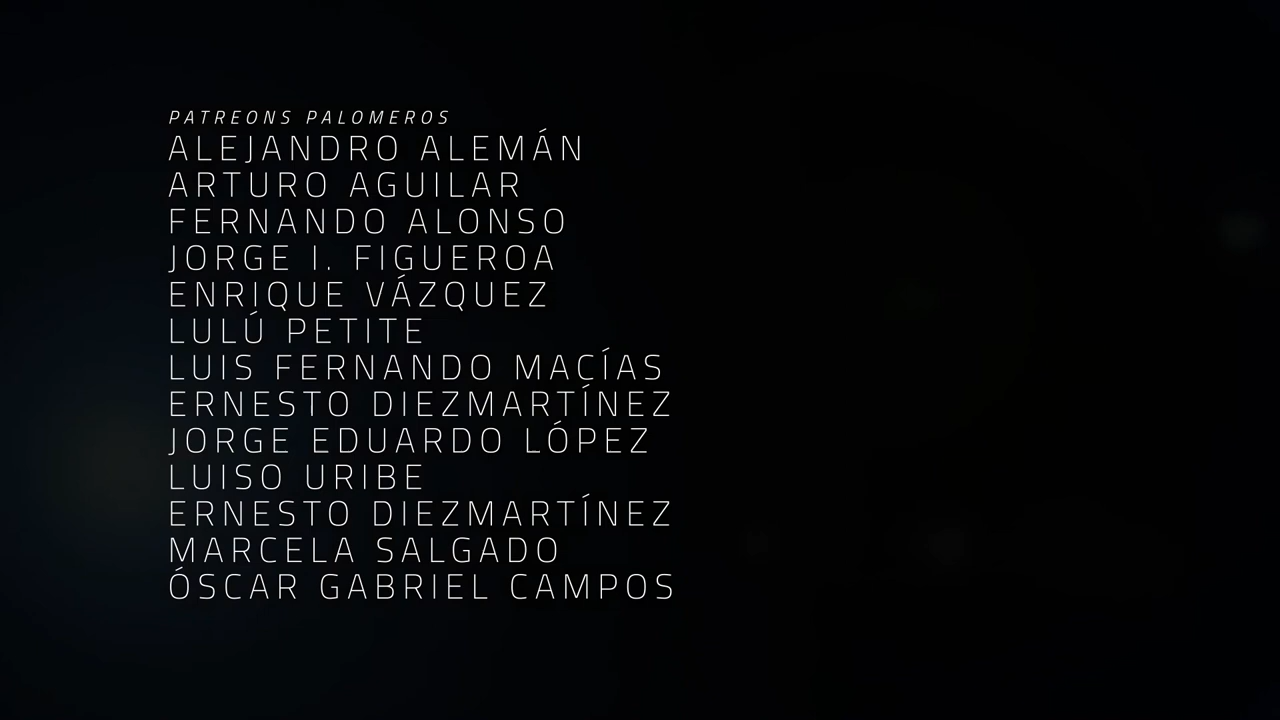 PATREONS PALOMEROS
ALEJANDRO ALEMÁN
ARTURO AGUILAR
FERNANDO ALONSO
JORGE I. FIGUEROA
ENRIQUE VÁZQUEZ
LULÚ PETITE
LUIS FERNANDO MACÍAS
ERNESTO DIEZMARTÍNEZ
JORGE EDUARDO LÓPEZ
LUISO URIBE
ERNESTO DIEZMARTÍNEZ
MARCELA SALGADO
ÓSCAR GABRIEL CAMPOS